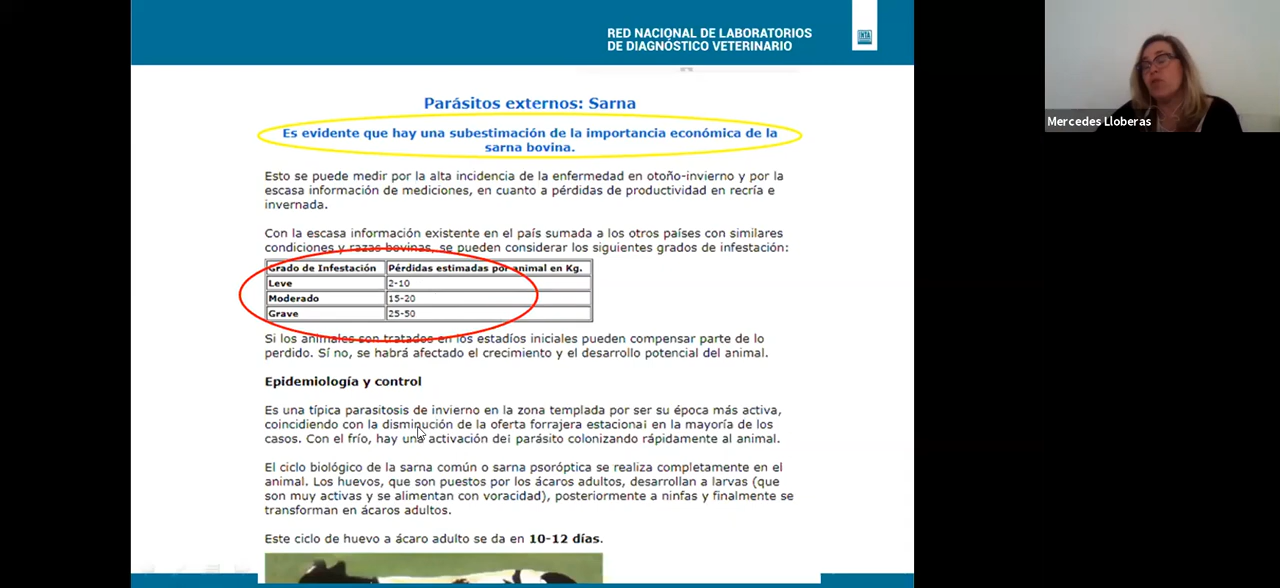 RED NACIONAL DE LABORATORIOS
DE DIAGNÓSTICO VETERINARIO
INTA
Mercedes Lloberas
Parásitos externos: Sarna
Es evidente que hay una subestimación de la importancia económica de la
sarna bovina.
Esto se puede medir por la alta incidencia de la enfermedad en otoño-invierno y por la
escasa información de mediciones, en cuanto a pérdidas de productividad en recría e
invernada.
Con la escasa información existente en el país sumada a los otros países con similares
condiciones y razas bovinas, se pueden considerar los siguientes grados de infestación:
Grado de Infestación Pérdidas estimadas por animal en Kg.
Leve 2-10
Moderado 15-20
Grave 25-50
Si los animales son tratados en los estadíos iniciales pueden compensar parte de lo
perdido. Sí no, se habrá afectado el crecimiento y el desarrollo potencial del animal.
Epidemiología y control
Es una típica parasitosis de invierno en la zona templada por ser su época más activa,
coincidiendo con la disminución de la oferta forrajera estacional en la mayoría de los
casos. Con el frío, hay una activación del parásito colonizando rápidamente al animal.
El ciclo biológico de la sarna común o sarna psoróptica se realiza completamente en el
animal. Los huevos, que son puestos por los ácaros adultos, desarrollan a larvas (que
son muy activas y se alimentan con voracidad), posteriormente a ninfas y finalmente se
transforman en ácaros adultos.
Este ciclo de huevo a ácaro adulto se da en 10-12 días.